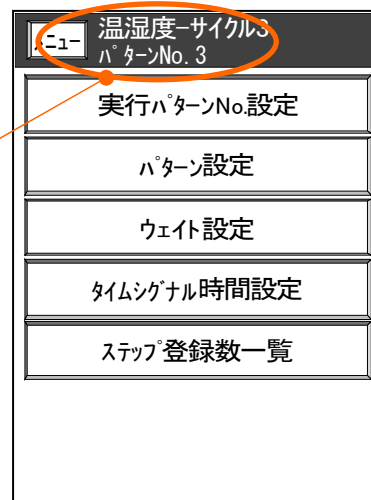 ﾒﾆｭｰ
温湿度−サイクル3
ﾊﾟﾀｰﾝNo.3
実行ﾊﾟﾀｰﾝNo.設定
ﾊﾟﾀｰﾝ設定
ｳｪｲﾄ設定
ﾀｲﾑｼｸﾞﾅﾙ時間設定
ｽﾃｯﾌﾟ登録数一覧